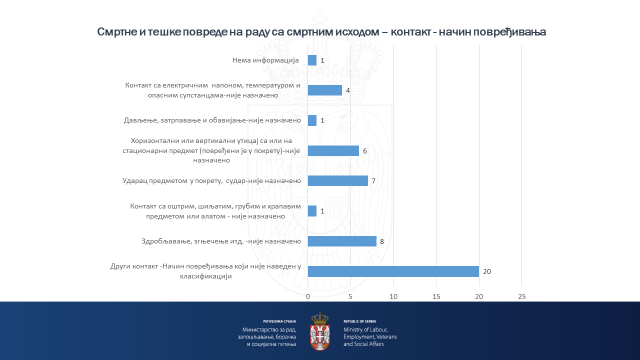 Смртне и тешке повреде на раду са смртним исходом – контакт - начин повређивања
Нема информација
1
Контакт са електричним напоном, температуром и
опасним супстанцама-није назначено
4
Дављење, затрпавање и обавијање-није назначено
1
Хоризонтални или вертикални утицај са или на
стационарни предмет (повређени је у покрету)-није
назначено
6
Ударац предметом у покрету, судар-није назначено
7
Контакт са оштрим, шиљатим, грубим и храпавим
предметом или алатом - није назначено
1
Здробљавање, згњечење итд. -није назначено
8
Други контакт -Начин повређивања који није наведен у
класификацији
20
0 5 10 15 20 25
РЕПУБЛИКА СРБИЈА
Министарство за рад,
запошљавање, борачка
и социјална питања
REPUBLIC OF SERBIA
Ministry of Labour,
Employment, Veterans
and Social Affairs